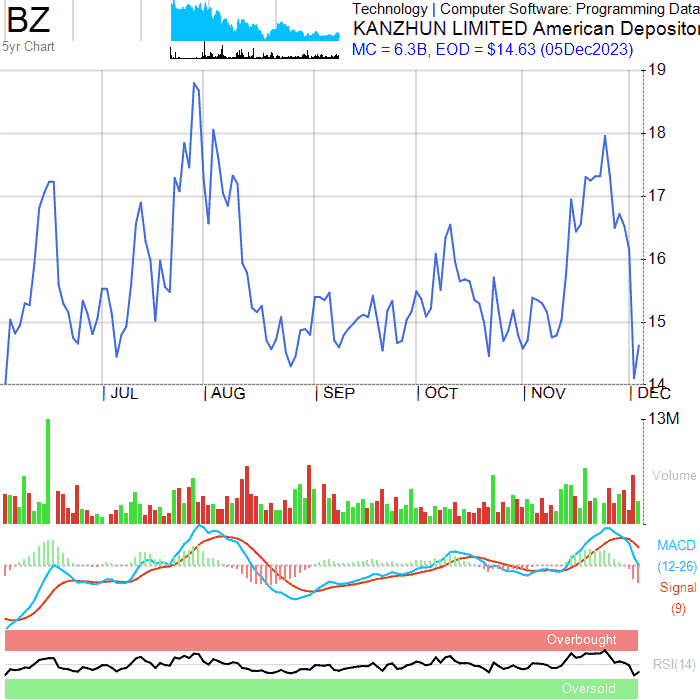 BZ
5yr Chart
Technology | Computer Software: Programming Data
KANZHUN LIMITED American Depositor
MC = 6.3B, EOD = $14.63 (05Dec2023)
19
18
17
16
15
14
JUL AUG SEP OCT NOV DEC
13M
Volume
MACD
(12-26)
Signal
(9)
Overbought
RSI(14)
Oversold